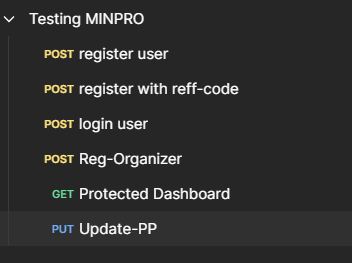 Testing MINPRO
POST register user
POST register with reff-code
POST login user
POST Reg-Organizer
GET Protected Dashboard
PUT Update-PP